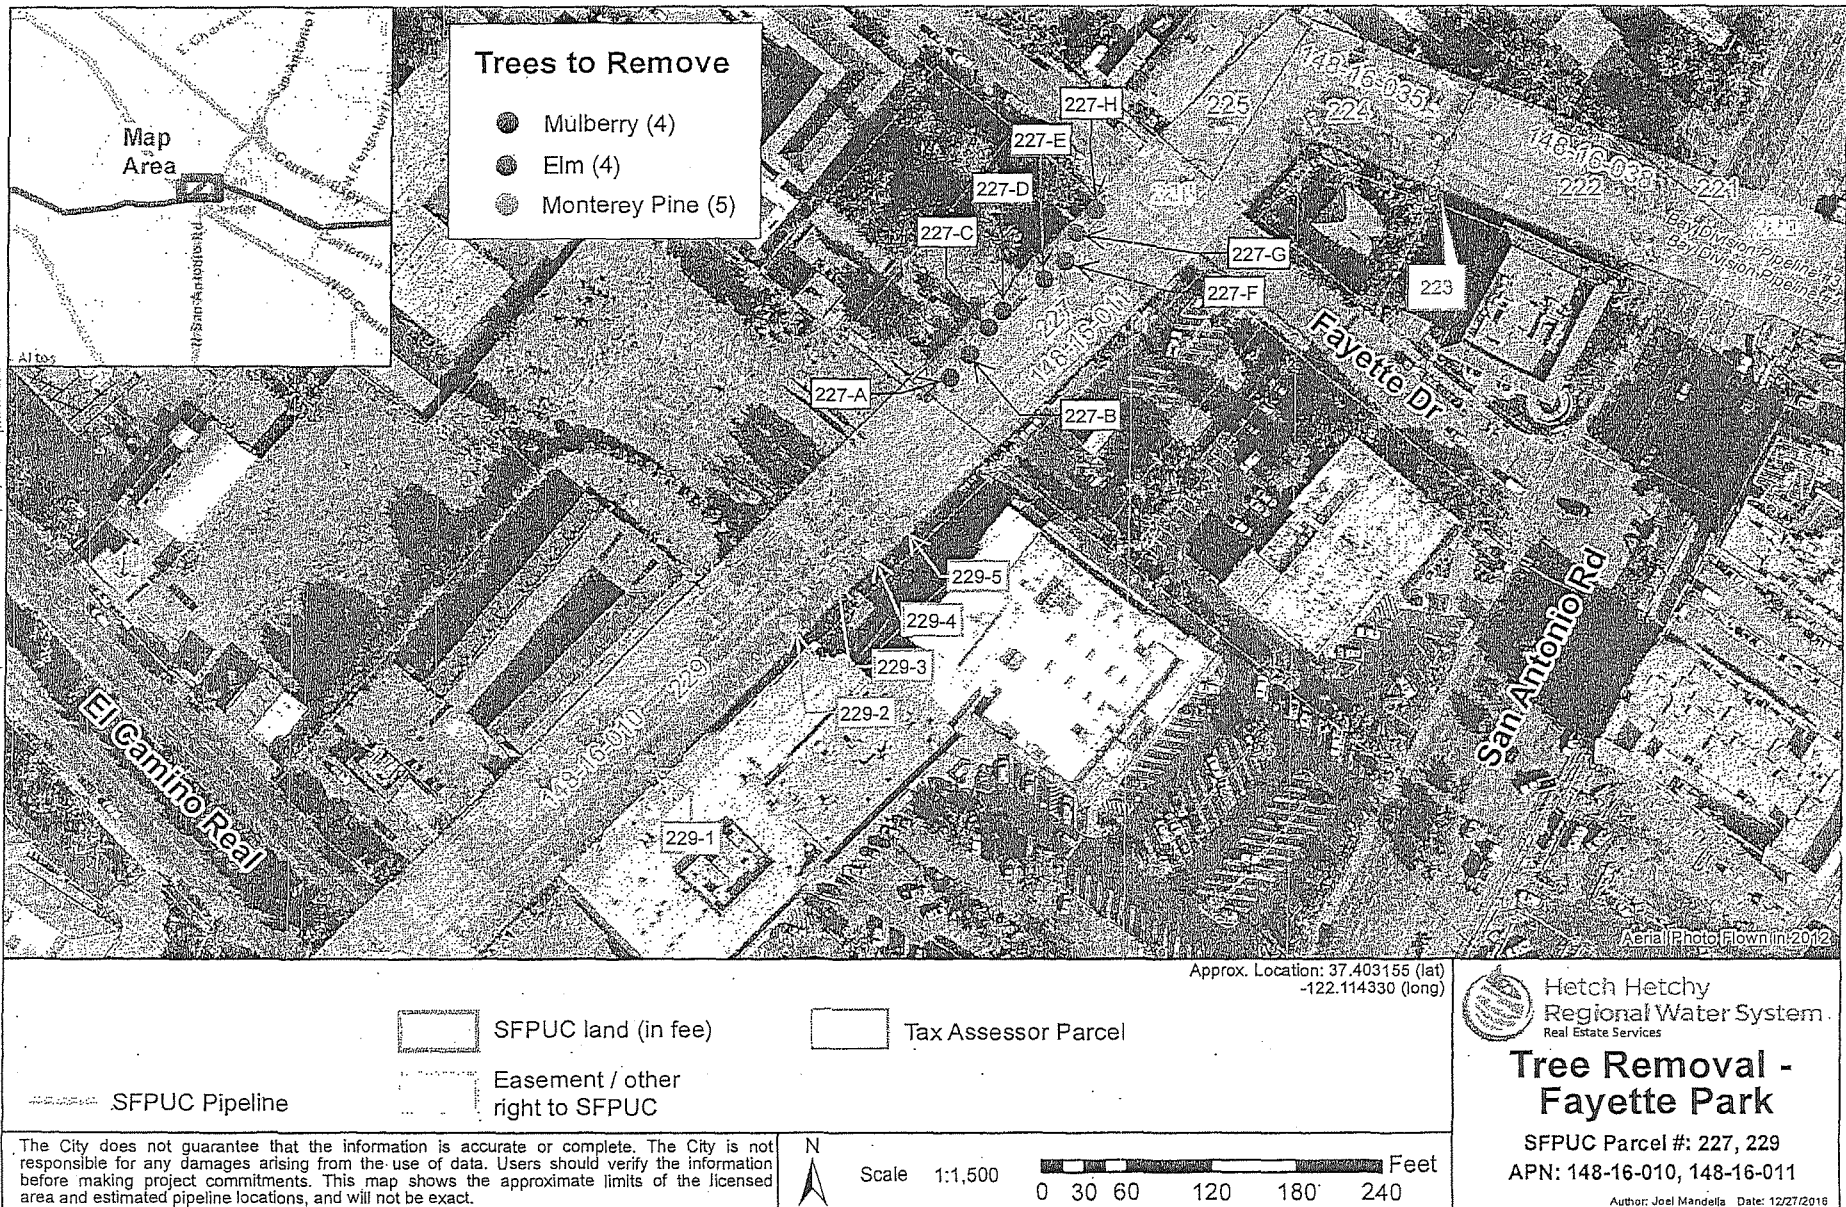 Map
Area
Trees to Remove
Mulberry (4)
Elm (4)
Monterey Pine (5)
227-H
227-E
227-D
227-C
227-G
227-F
227-A
227-B
225
224
148-16-035
148-16-038
222
221
223
227
148-16-011
Fayette Dr
229-5
229-4
229-3
229-2
229-1
229
148-16-010
El Camino Real
San Antonio Rd
Aerial Photo Flown in 2012
Approx. Location: 37.403155 (lat)
-122.114330 (long)
SFPUC land (in fee)
Tax Assessor Parcel
SFPUC Pipeline
Easement / other
right to SFPUC
Hetch Hetchy
Regional Water System
Real Estate Services
Tree Removal -
Fayette Park
SFPUC Parcel #: 227, 229
APN: 148-16-010, 148-16-011
Author: Joel Mandella Date: 12/27/2016
The City does not guarantee that the information is accurate or complete. The City is not
responsible for any damages arising from the use of data. Users should verify the information
before making project commitments. This map shows the approximate limits of the licensed
area and estimated pipeline locations, and will not be exact.
N
Scale 1:1,500
Feet
0 30 60 120 180 240